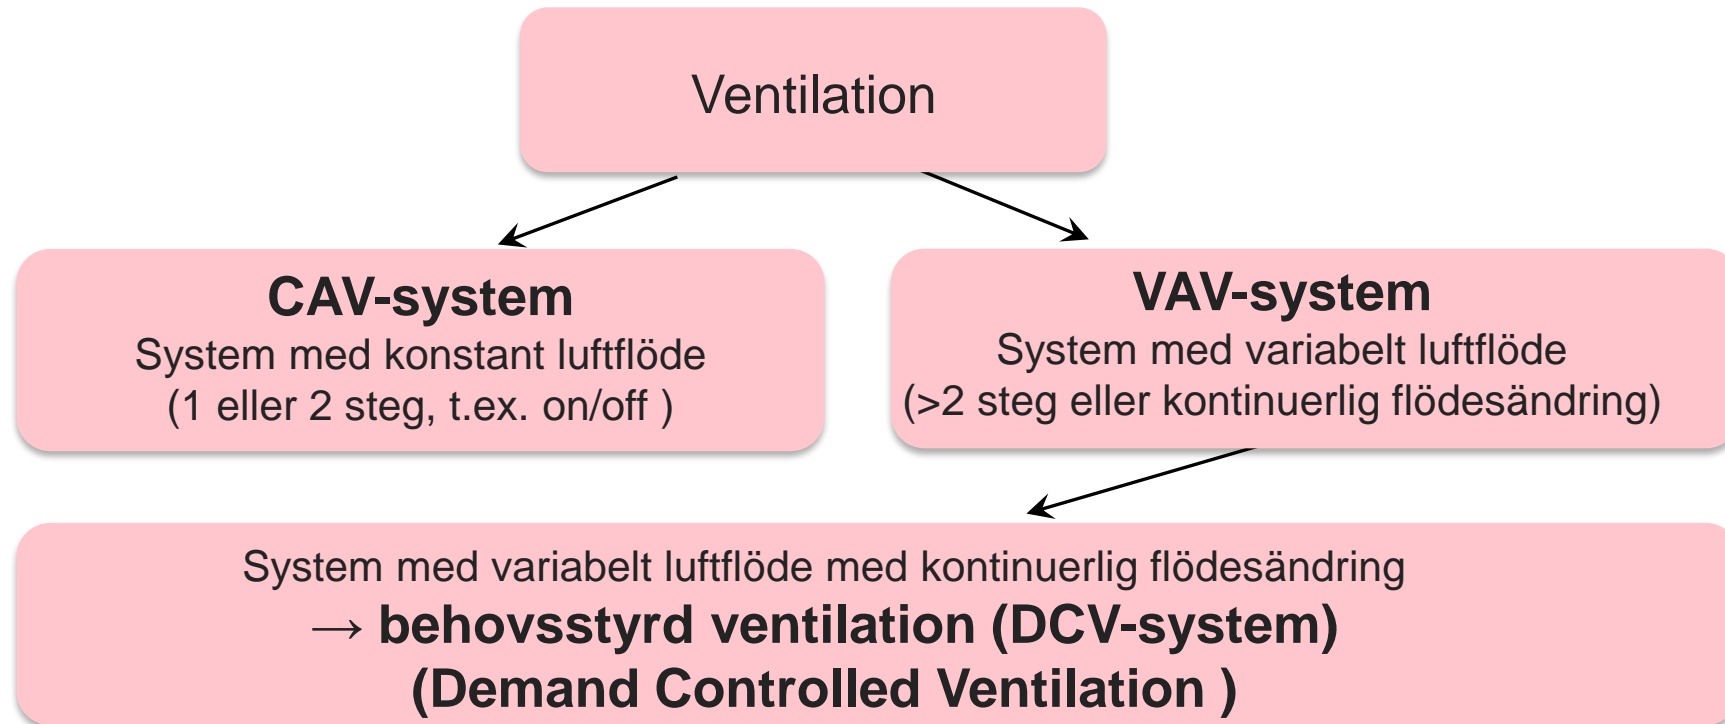 Ventilation
CAV-system
System med konstant luftflöde
(1 eller 2 steg, t.ex. on/off )
VAV-system
System med variabelt luftflöde
(>2 steg eller kontinuerlig flödesändring)
System med variabelt luftflöde med kontinuerlig flödesändring
→ behovsstyrd ventilation (DCV-system)
(Demand Controlled Ventilation )